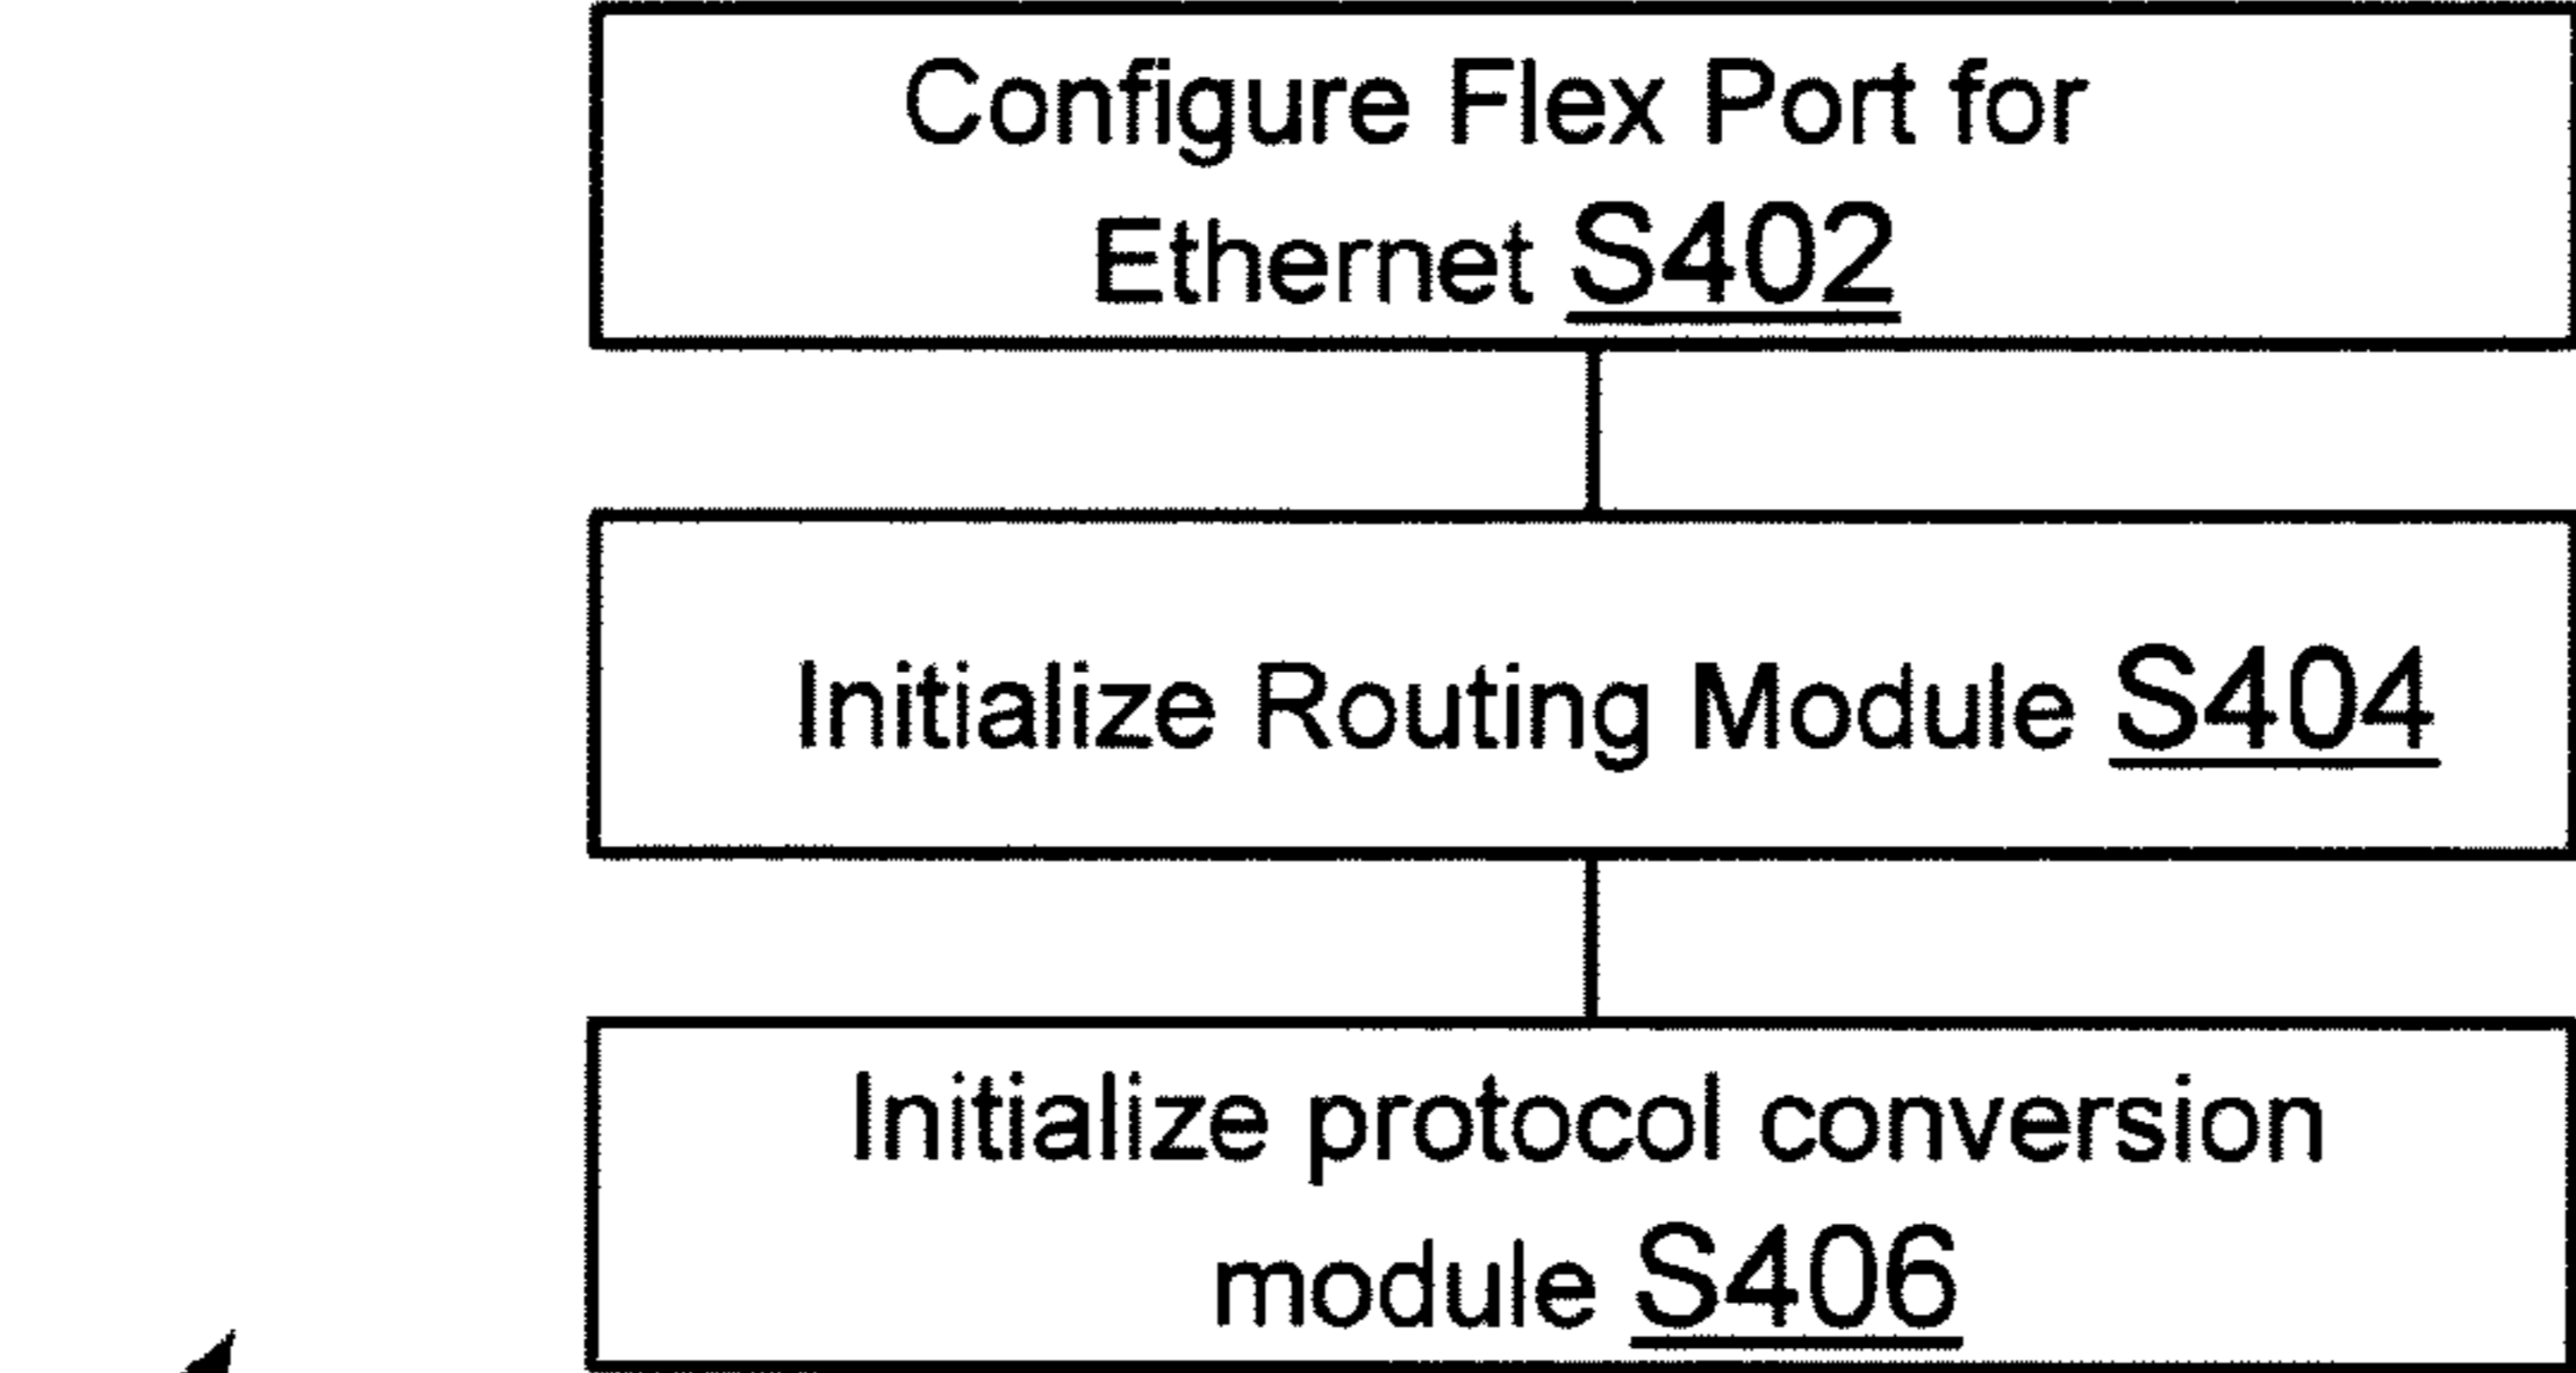 Configure Flex Port for
Ethernet S402
Initialize Routing Module S404
Initialize protocol conversion
module S406